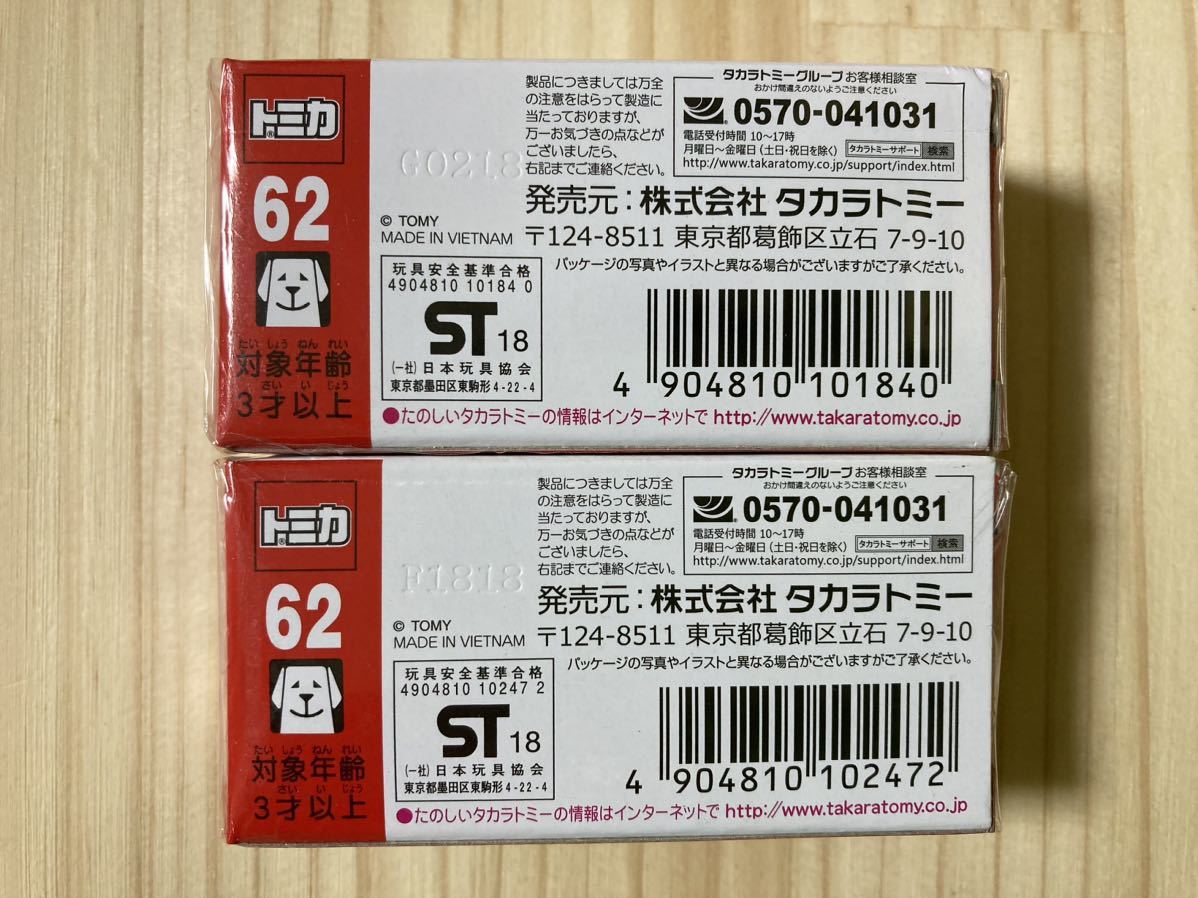 トミカ
®
62
たい しょう ねん れい
対象年齢
さい い じょう
3才以上
製品につきましては万全
の注意をはらって製造に
当たっておりますが、
万一お気づきの点などが
ございましたら、
右記までご連絡ください。
タカラトミーグループ お客様相談室
おかけ間違えのないようご注意ください
0570-041031
電話受付時間 10〜17時
月曜日〜金曜日(土日・祝日を除く) タカラトミーサポート 検索
http://www.takaratomy.co.jp/support/index.html
G0218
© TOMY
MADE IN VIETNAM
発売元:株式会社 タカラトミー
〒124-8511 東京都葛飾区立石 7-9-10
パッケージの写真やイラストと異なる場合がございますがご了承ください。
玩具安全基準合格
4904810 10184 0
ST 18
(一社)日本玩具協会
東京都墨田区東駒形 4-22-4
4 904810 101840
●たのしいタカラトミーの情報はインターネットで http://www.takaratomy.co.jp
トミカ
®
62
たい しょう ねん れい
対象年齢
さい い じょう
3才以上
製品につきましては万全
の注意をはらって製造に
当たっておりますが、
万一お気づきの点などが
ございましたら、
右記までご連絡ください。
タカラトミーグループ お客様相談室
おかけ間違えのないようご注意ください
0570-041031
電話受付時間 10〜17時
月曜日〜金曜日(土日・祝日を除く) タカラトミーサポート 検索
http://www.takaratomy.co.jp/support/index.html
F1818
© TOMY
MADE IN VIETNAM
発売元:株式会社 タカラトミー
〒124-8511 東京都葛飾区立石 7-9-10
パッケージの写真やイラストと異なる場合がございますがご了承ください。
玩具安全基準合格
4904810 10247 2
ST 18
(一社)日本玩具協会
東京都墨田区東駒形 4-22-4
4 904810 102472
●たのしいタカラトミーの情報はインターネットで http://www.takaratomy.co.jp